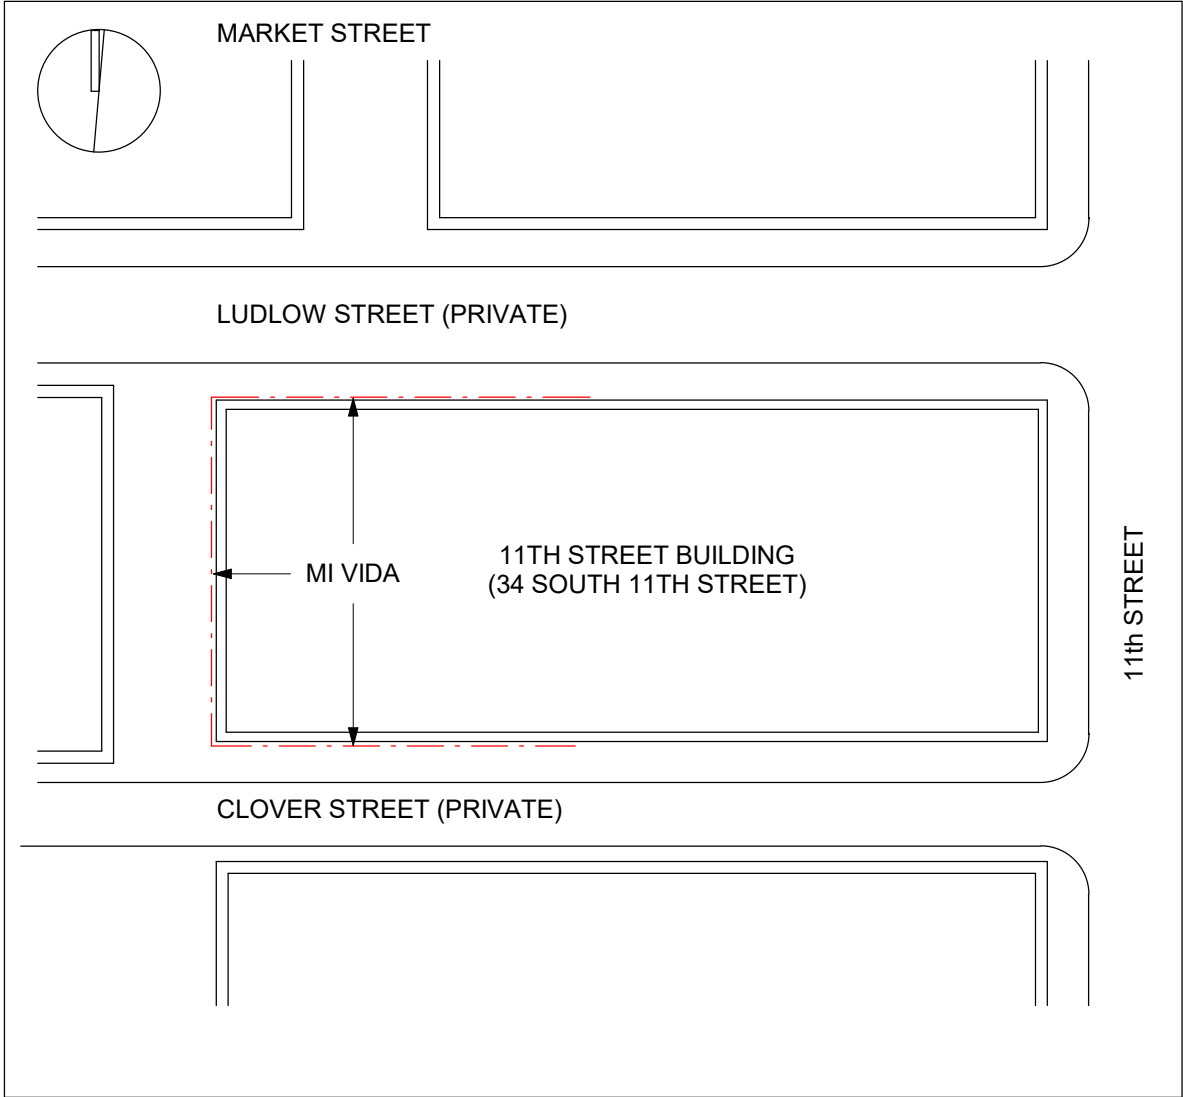 MARKET STREET
LUDLOW STREET (PRIVATE)
MI VIDA
11TH STREET BUILDING
(34 SOUTH 11TH STREET)
11th STREET
CLOVER STREET (PRIVATE)